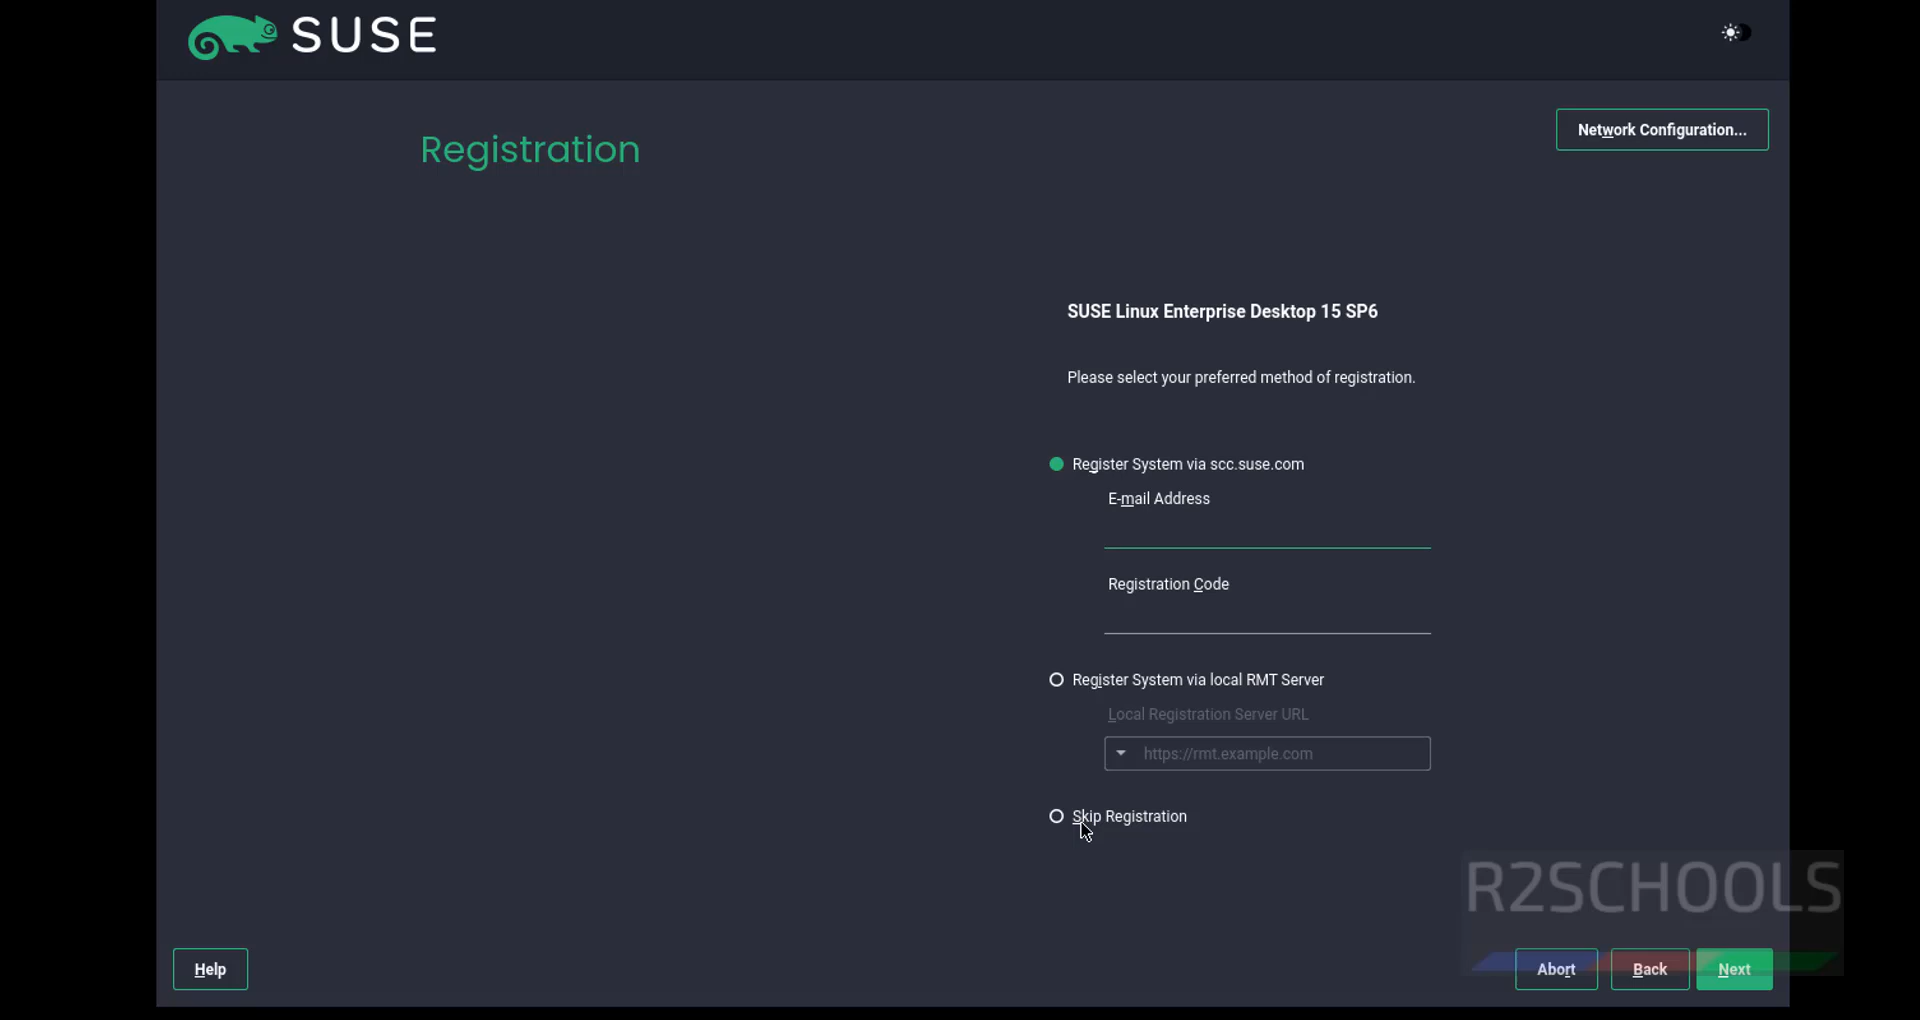 SUSE
Network Configuration...
Registration
SUSE Linux Enterprise Desktop 15 SP6
Please select your preferred method of registration.
Register System via scc.suse.com
E-mail Address
Registration Code
Register System via local RMT Server
Local Registration Server URL
https://rmt.example.com
Skip Registration
R2SCHOOLS
Help
Abort
Back
Next